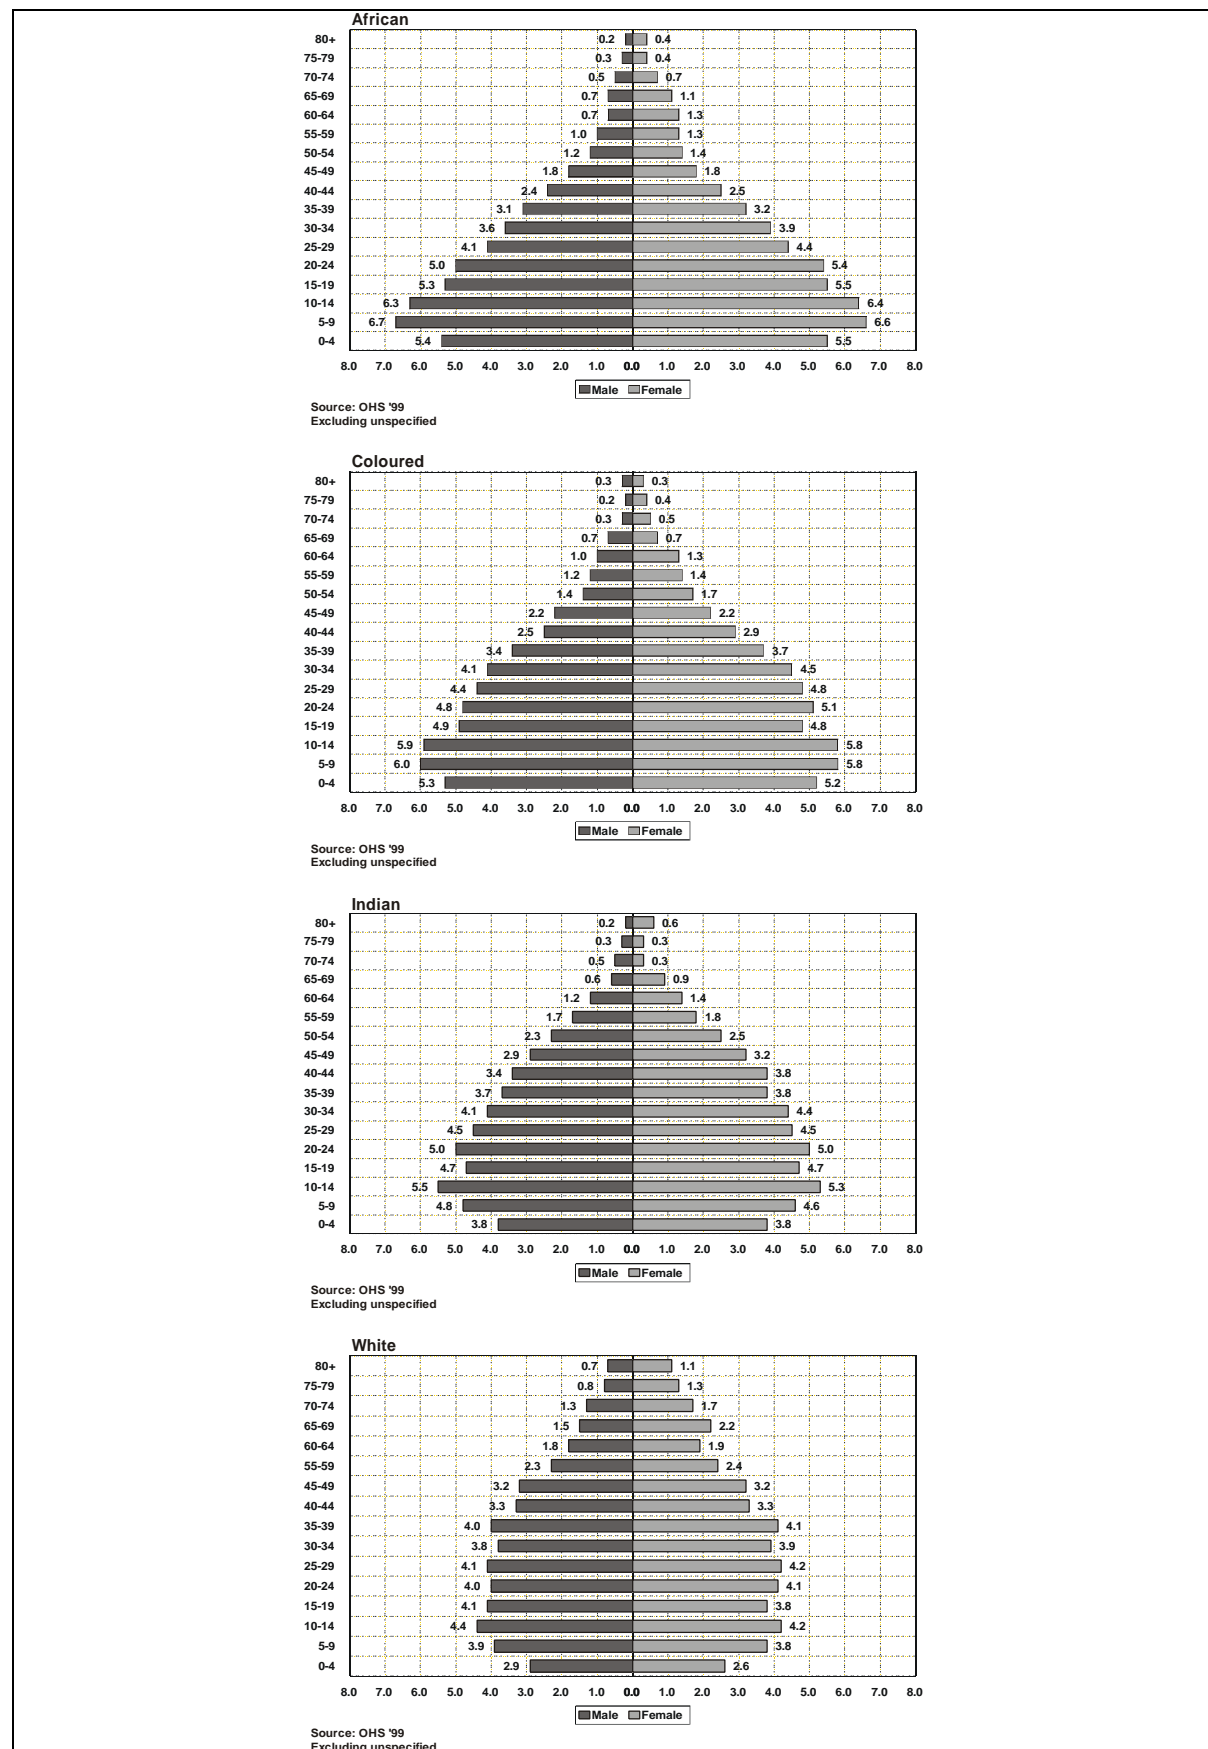 African
80+ 0.2 0.4
75-79 0.3 0.4
70-74 0.5 0.7
65-69 0.7 1.1
60-64 0.7 1.3
55-59 1.0 1.3
50-54 1.2 1.4
45-49 1.8 1.8
40-44 2.4 2.5
35-39 3.1 3.2
30-34 3.6 3.9
25-29 4.1 4.4
20-24 5.0 5.4
15-19 5.3 5.5
10-14 6.3 6.4
5-9 6.7 6.6
0-4 5.4 5.5
8.0 7.0 6.0 5.0 4.0 3.0 2.0 1.0 0.0 1.0 2.0 3.0 4.0 5.0 6.0 7.0 8.0
Male Female
Source: OHS '99
Excluding unspecified
Coloured
80+ 0.3 0.3
75-79 0.2 0.4
70-74 0.3 0.5
65-69 0.7 0.7
60-64 1.0 1.3
55-59 1.2 1.4
50-54 1.4 1.7
45-49 2.2 2.2
40-44 2.5 2.9
35-39 3.4 3.7
30-34 4.1 4.5
25-29 4.4 4.8
20-24 4.8 5.1
15-19 4.9 4.8
10-14 5.9 5.8
5-9 6.0 5.8
0-4 5.3 5.2
8.0 7.0 6.0 5.0 4.0 3.0 2.0 1.0 0.0 1.0 2.0 3.0 4.0 5.0 6.0 7.0 8.0
Male Female
Source: OHS '99
Excluding unspecified
Indian
80+ 0.2 0.6
75-79 0.3 0.3
70-74 0.5 0.3
65-69 0.6 0.9
60-64 1.2 1.4
55-59 1.7 1.8
50-54 2.3 2.5
45-49 2.9 3.2
40-44 3.4 3.8
35-39 3.7 3.8
30-34 4.1 4.4
25-29 4.5 4.5
20-24 5.0 5.0
15-19 4.7 4.7
10-14 5.5 5.3
5-9 4.8 4.6
0-4 3.8 3.8
8.0 7.0 6.0 5.0 4.0 3.0 2.0 1.0 0.0 1.0 2.0 3.0 4.0 5.0 6.0 7.0 8.0
Male Female
Source: OHS '99
Excluding unspecified
White
80+ 0.7 1.1
75-79 0.8 1.3
70-74 1.3 1.7
65-69 1.5 2.2
60-64 1.8 1.9
55-59 2.3 2.4
45-49 3.2 3.2
40-44 3.3 3.3
35-39 4.0 4.1
30-34 3.8 3.9
25-29 4.1 4.2
20-24 4.0 4.1
15-19 4.1 3.8
10-14 4.4 4.2
5-9 3.9 3.8
0-4 2.9 2.6
8.0 7.0 6.0 5.0 4.0 3.0 2.0 1.0 0.0 1.0 2.0 3.0 4.0 5.0 6.0 7.0 8.0
Male Female
Source: OHS '99
Excluding unspecified